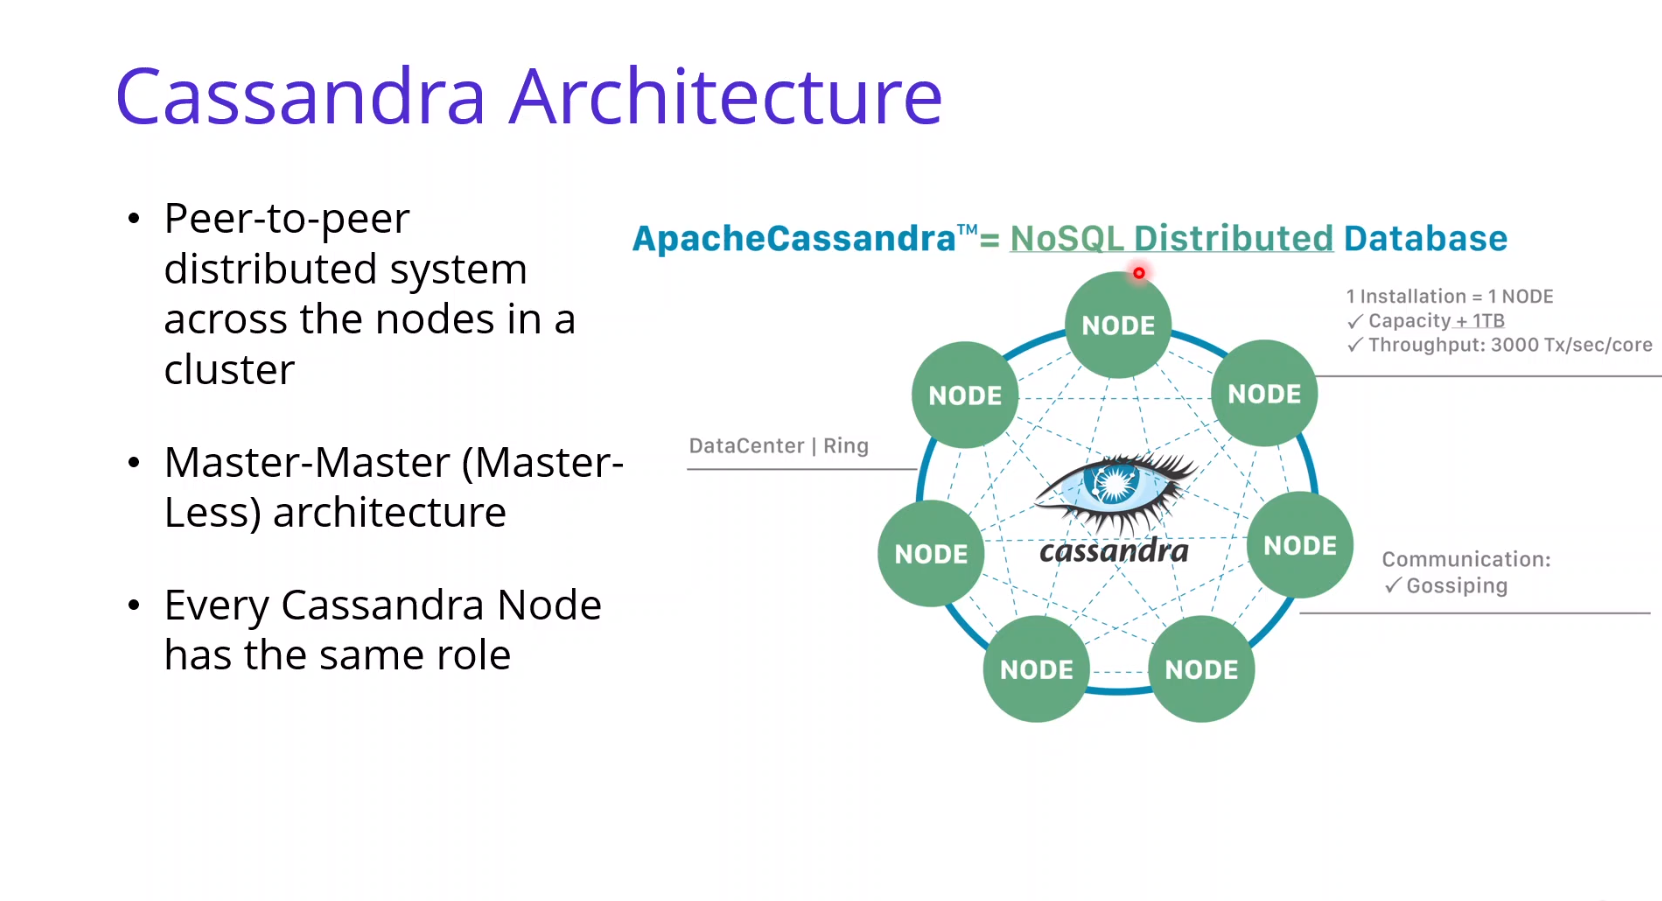 Cassandra Architecture
• Peer-to-peer
distributed system
across the nodes in a
cluster
• Master-Master (Master-
Less) architecture
• Every Cassandra Node
has the same role
ApacheCassandra™= NoSQL Distributed Database
1 Installation = 1 NODE
✓ Capacity + 1TB
✓ Throughput: 3000 Tx/sec/core
DataCenter | Ring
Communication:
✓ Gossiping
NODE
NODE
NODE
NODE
NODE
NODE
NODE
cassandra